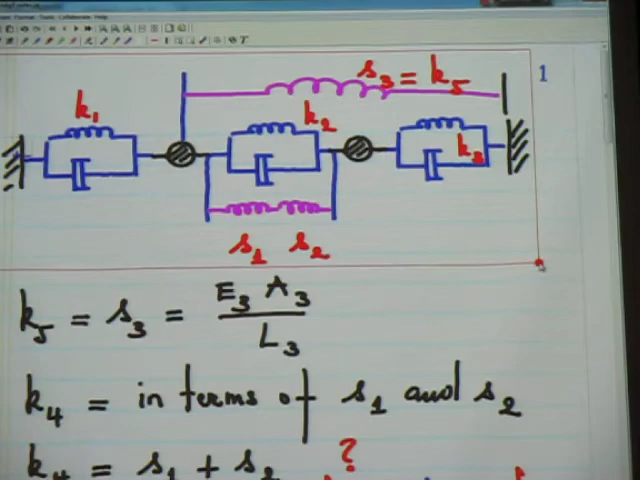 s3 = k5
1
k1
k2
k3
s1 s2
k5 = s3 = E3 A3 / L3
k4 = in terms of s1 and s2
k4 = s1 + s2 ?